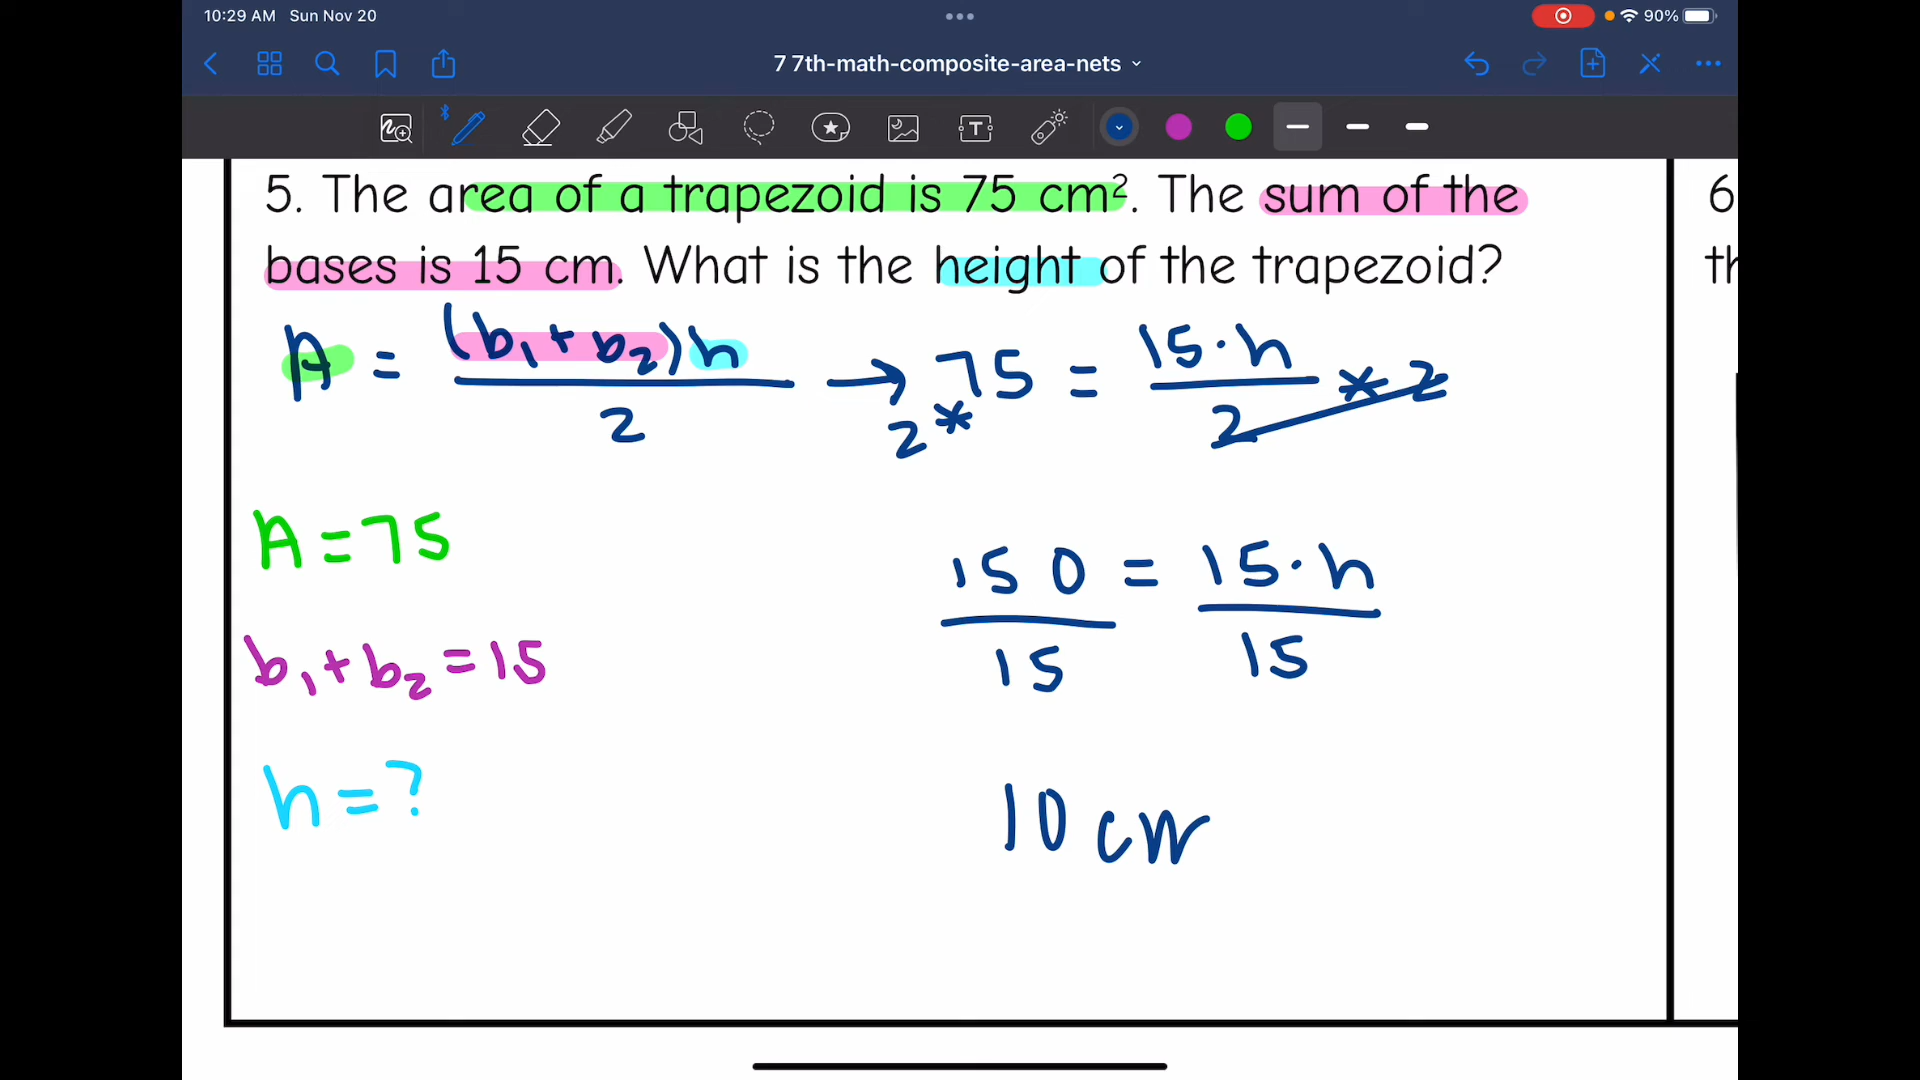 10:29 AM Sun Nov 20
90%
7 7th-math-composite-area-nets
5. The area of a trapezoid is 75 cm². The sum of the
bases is 15 cm. What is the height of the trapezoid?
6
th
A = (b₁+b₂)h / 2 → 75 = 15·h / 2 * 2
2*
A = 75
150 = 15·h
15 15
b₁+b₂ = 15
h = ?
10 cm